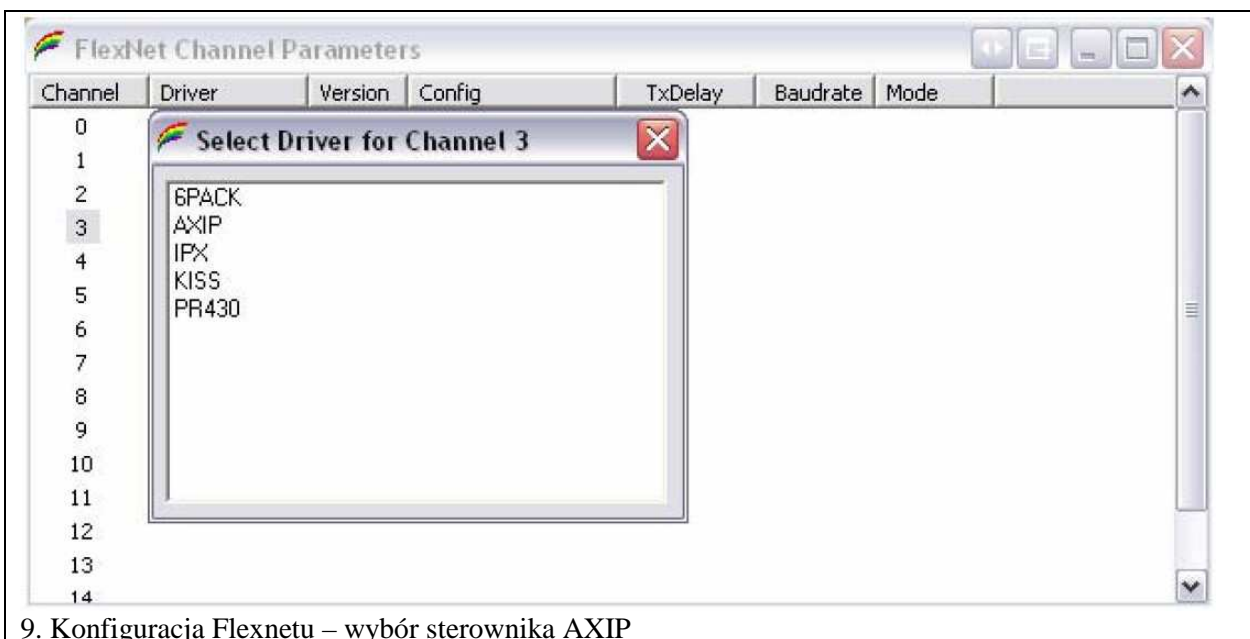 FlexNet Channel Parameters
Channel Driver Version Config TxDelay Baudrate Mode
Select Driver for Channel 3
0
1
2
3
4
5
6
7
8
9
10
11
12
13
14
6PACK
AXIP
IPX
KISS
PR430
9. Konfiguracja Flexnetu – wybór sterownika AXIP